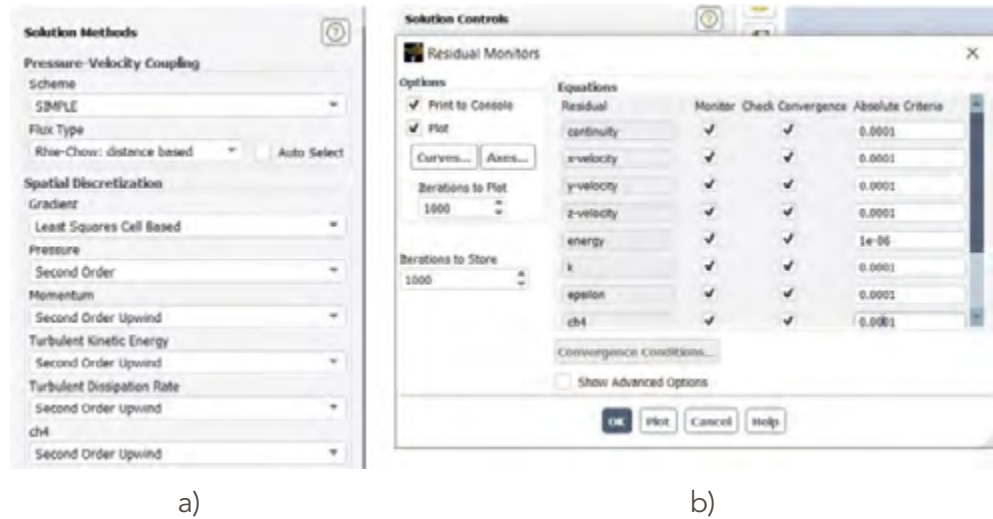 Solution Methods
Pressure-Velocity Coupling
Scheme
SIMPLE
Flux Type
Rhie-Chow: distance based
Auto Select
Spatial Discretization
Gradient
Least Squares Cell Based
Pressure
Second Order
Momentum
Second Order Upwind
Turbulent Kinetic Energy
Second Order Upwind
Turbulent Dissipation Rate
Second Order Upwind
ch4
Second Order Upwind
a)
Solution Controls
Residual Monitors
Options
Print to Console
Plot
Curves... Axes...
Iterations to Plot
1000
Iterations to Store
1000
Equations
Residual Monitor Check Convergence Absolute Criteria
continuity 0.0001
x-velocity 0.0001
y-velocity 0.0001
z-velocity 0.0001
energy 1e-06
k 0.0001
epsilon 0.0001
ch4 0.0001
Convergence Conditions...
Show Advanced Options
OK Plot Cancel Help
b)